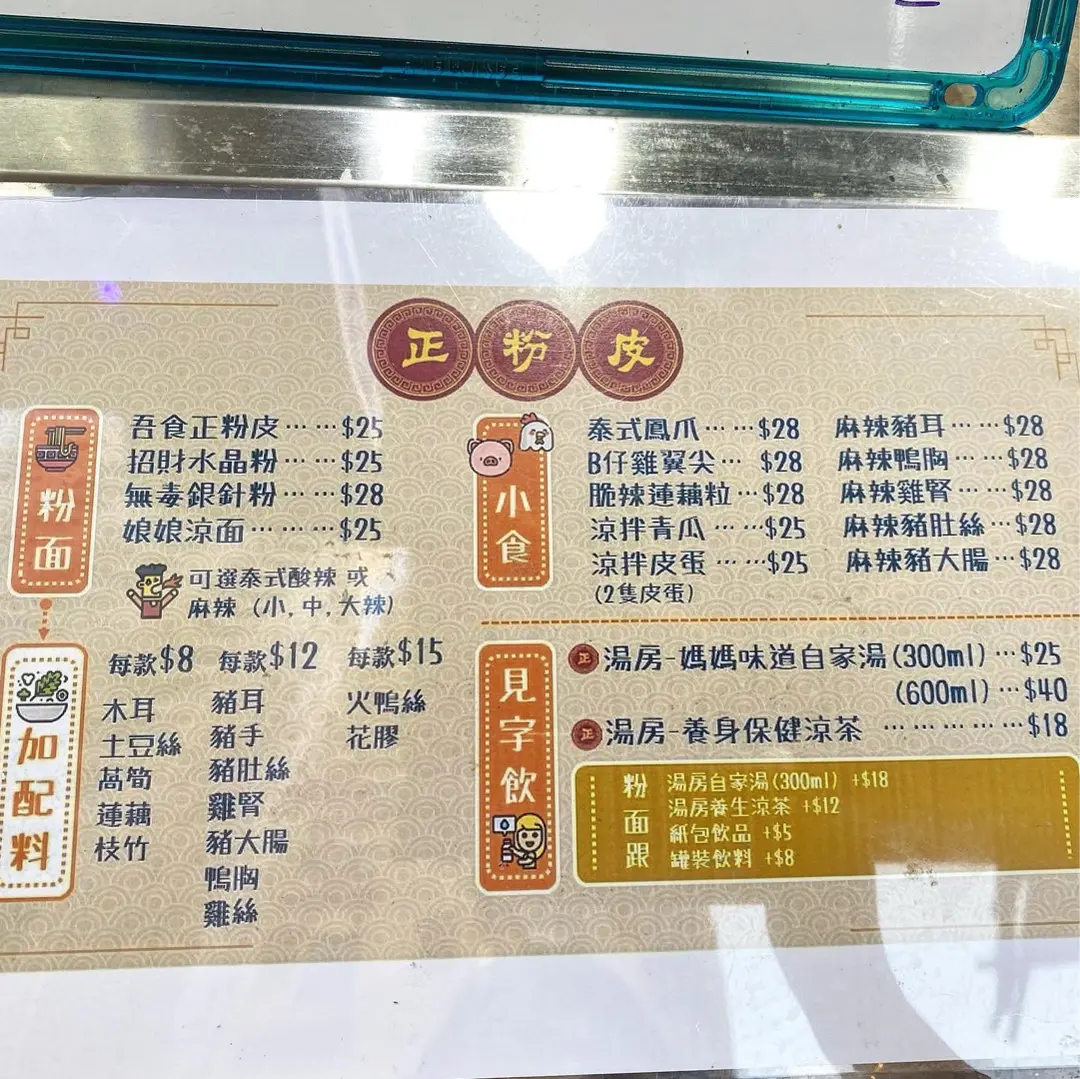 正粉皮
粉面
吾食正粉皮……$25
招財水晶粉……$25
無毒銀針粉……$28
娘娘涼面………$25
可選泰式酸辣 或
麻辣 (小, 中, 大辣)
加配料
每款$8
木耳
土豆絲
萵筍
蓮藕
枝竹
每款$12
豬耳
豬手
豬肚絲
雞腎
豬大腸
鴨胸
雞絲
每款$15
火鴨絲
花膠
小食
泰式鳳爪……$28
B仔雞翼尖… $28
脆辣蓮藕粒…$28
涼拌青瓜……$25
涼拌皮蛋……$25
(2隻皮蛋)
麻辣豬耳……$28
麻辣鴨胸……$28
麻辣雞腎……$28
麻辣豬肚絲…$28
麻辣豬大腸…$28
見字飲
正 湯房-媽媽味道自家湯(300ml)…$25
(600ml)…$40
正 湯房-養身保健涼茶 ……………$18
粉面跟
湯房自家湯(300ml) +$18
湯房養生涼茶 +$12
紙包飲品 +$5
罐裝飲料 +$8